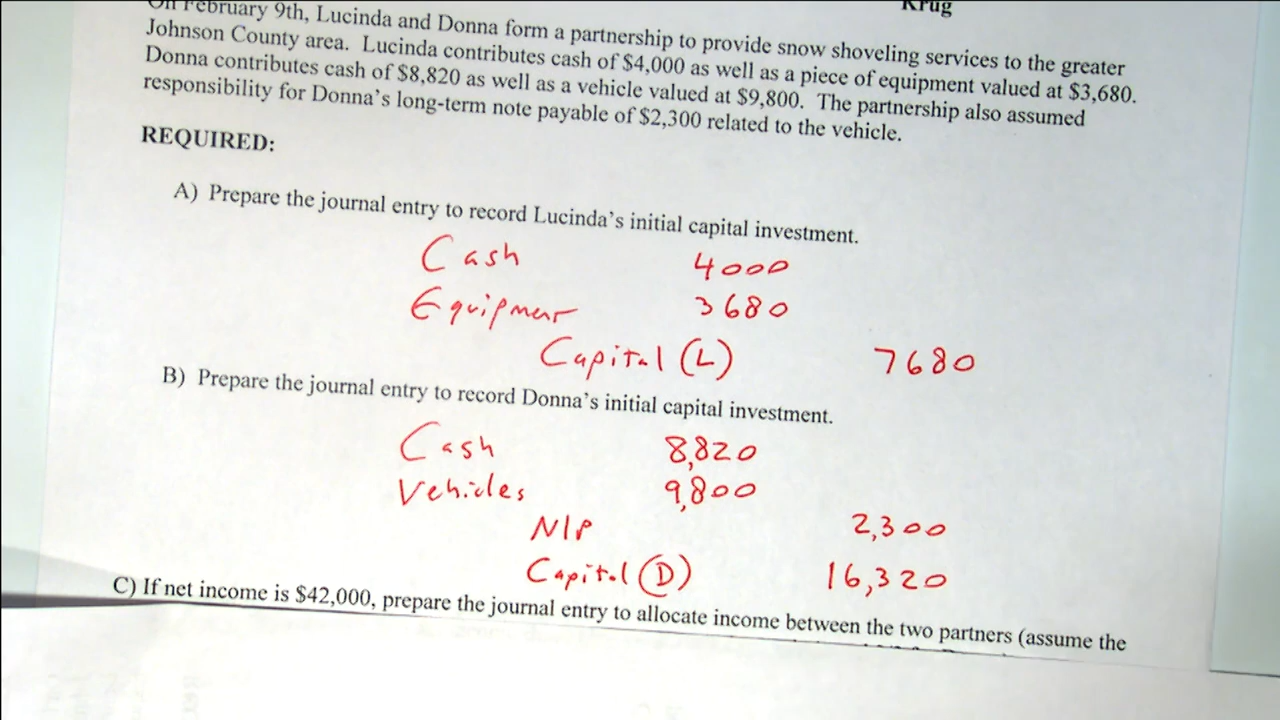 Krug
On February 9th, Lucinda and Donna form a partnership to provide snow shoveling services to the greater
Johnson County area. Lucinda contributes cash of $4,000 as well as a piece of equipment valued at $3,680.
Donna contributes cash of $8,820 as well as a vehicle valued at $9,800. The partnership also assumed
responsibility for Donna's long-term note payable of $2,300 related to the vehicle.
REQUIRED:
A) Prepare the journal entry to record Lucinda's initial capital investment.
Cash 4000
Equipment 3680
Capital (L) 7680
B) Prepare the journal entry to record Donna's initial capital investment.
Cash 8,820
Vehicles 9,800
N/P 2,300
Capital (D) 16,320
C) If net income is $42,000, prepare the journal entry to allocate income between the two partners (assume the